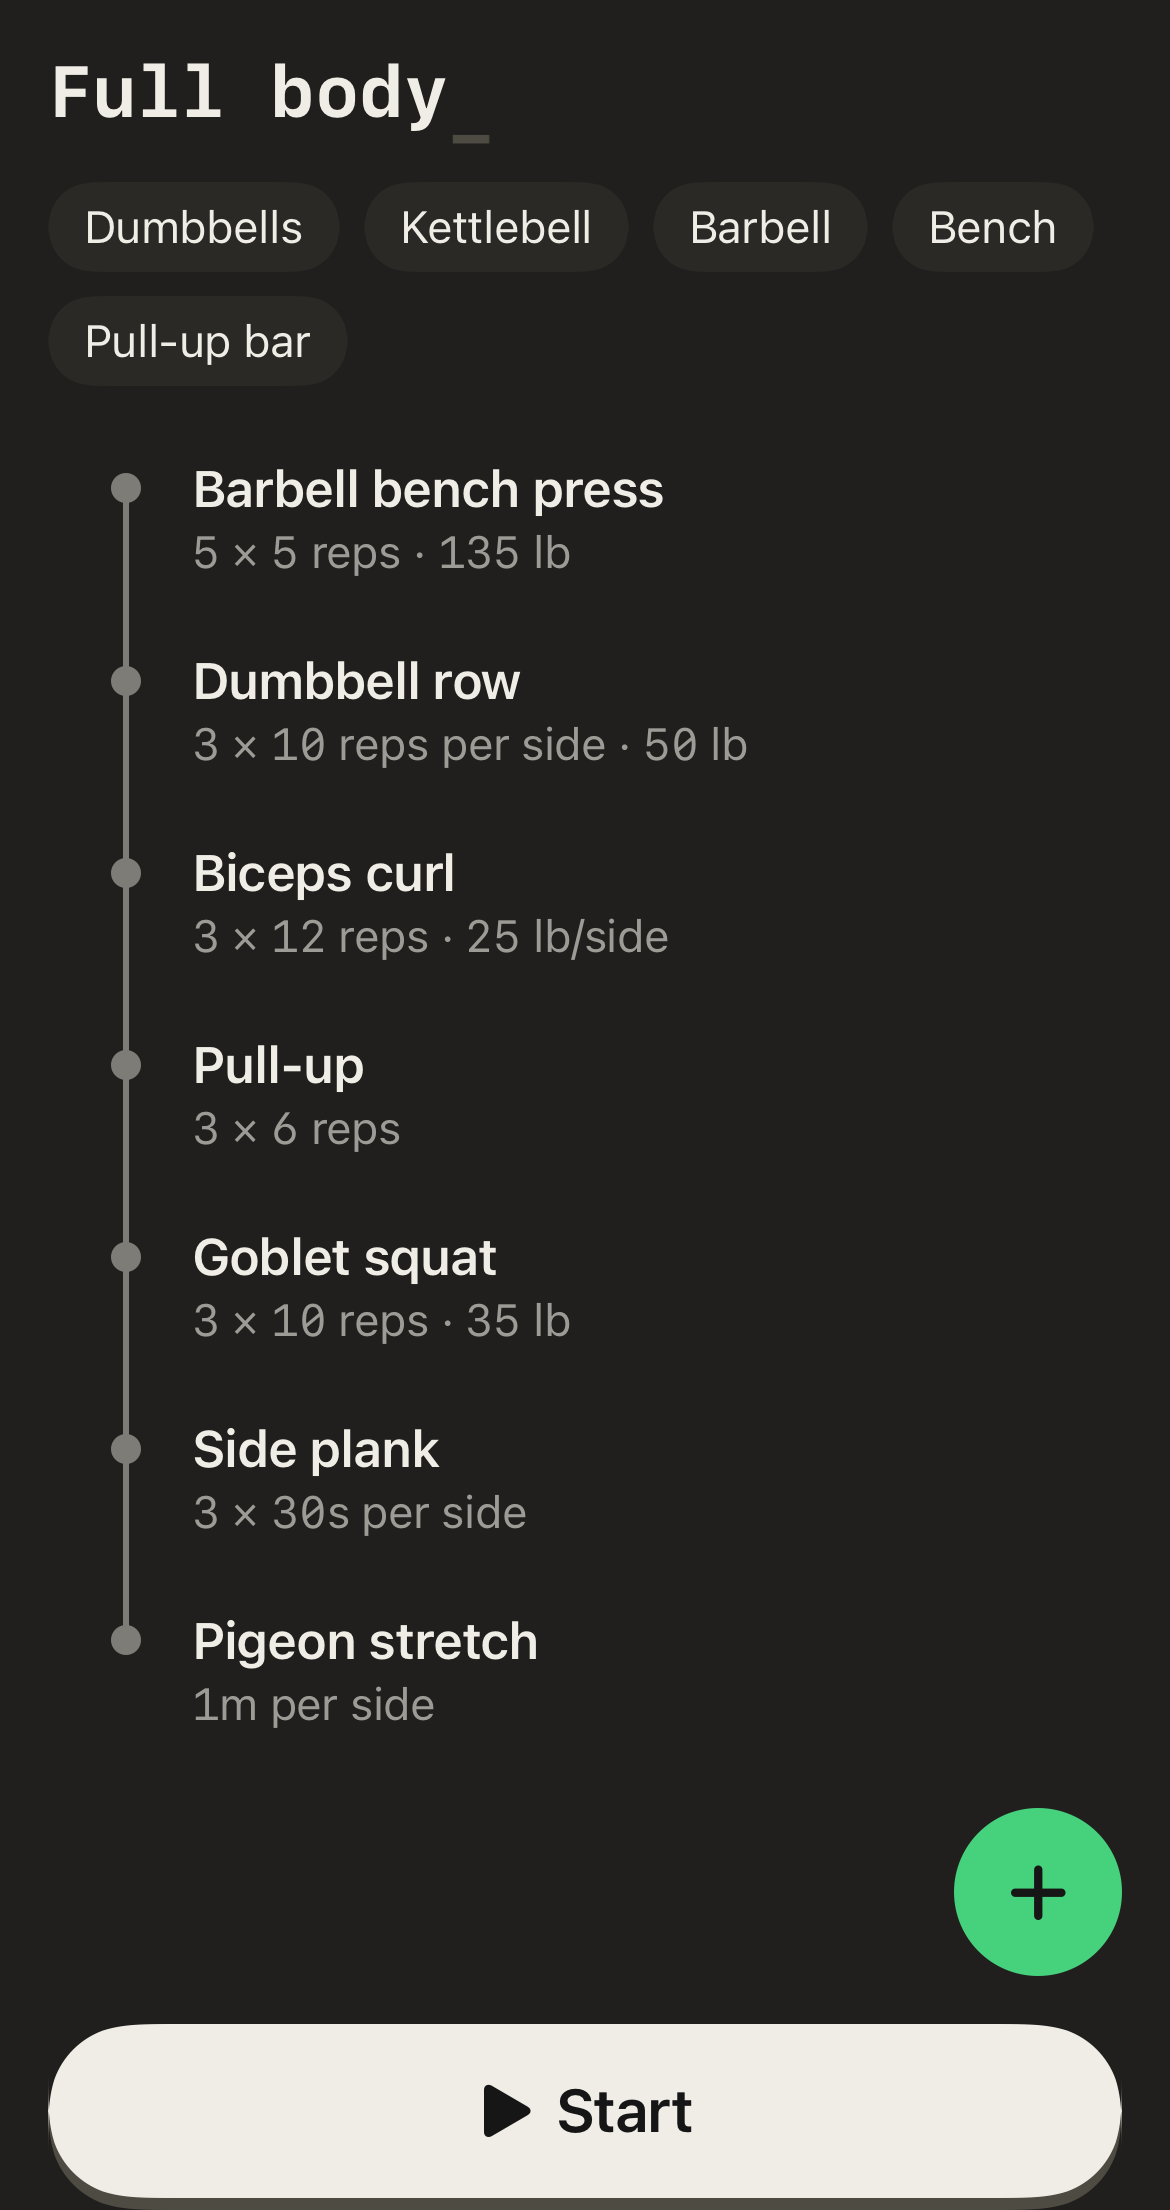 Full body_
Dumbbells Kettlebell Barbell Bench
Pull-up bar
Barbell bench press
5 × 5 reps · 135 lb
Dumbbell row
3 × 10 reps per side · 50 lb
Biceps curl
3 × 12 reps · 25 lb/side
Pull-up
3 × 6 reps
Goblet squat
3 × 10 reps · 35 lb
Side plank
3 × 30s per side
Pigeon stretch
1m per side
Start